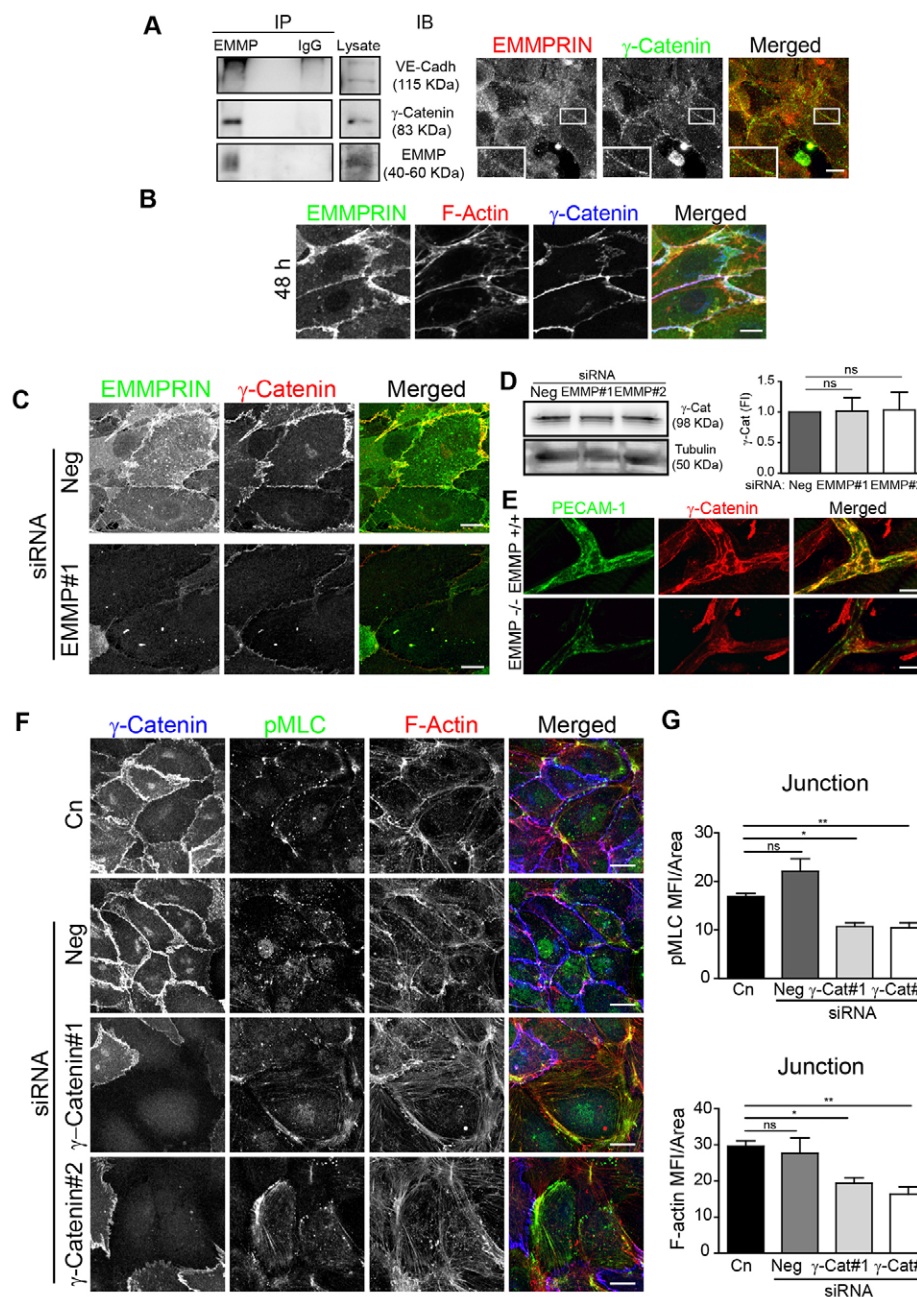 A
IP
IB
EMMP IgG Lysate
VE-Cadh
(115 KDa)
γ-Catenin
(83 KDa)
EMMP
(40-60 KDa)
EMMPRIN γ-Catenin Merged
B
EMMPRIN F-Actin γ-Catenin Merged
48 h
C
EMMPRIN γ-Catenin Merged
siRNA
Neg
EMMP#1
D
siRNA
Neg EMMP#1 EMMP#2
γ-Cat
(98 KDa)
Tubulin
(50 KDa)
γ-Cat (FI)
1.5
1.0
0.5
0.0
ns
ns
siRNA: Neg EMMP#1 EMMP#2
E
PECAM-1 γ-Catenin Merged
EMMP +/+
EMMP -/-
F
γ-Catenin pMLC F-Actin Merged
Cn
siRNA
Neg
γ-Catenin#1
γ-Catenin#2
G
Junction
pMLC MFI/Area
30
20
10
0
**
*
ns
Cn Neg γ-Cat#1 γ-Cat#
siRNA
Junction
F-actin MFI/Area
40
30
20
10
0
**
*
ns
Cn Neg γ-Cat#1 γ-Cat#
siRNA